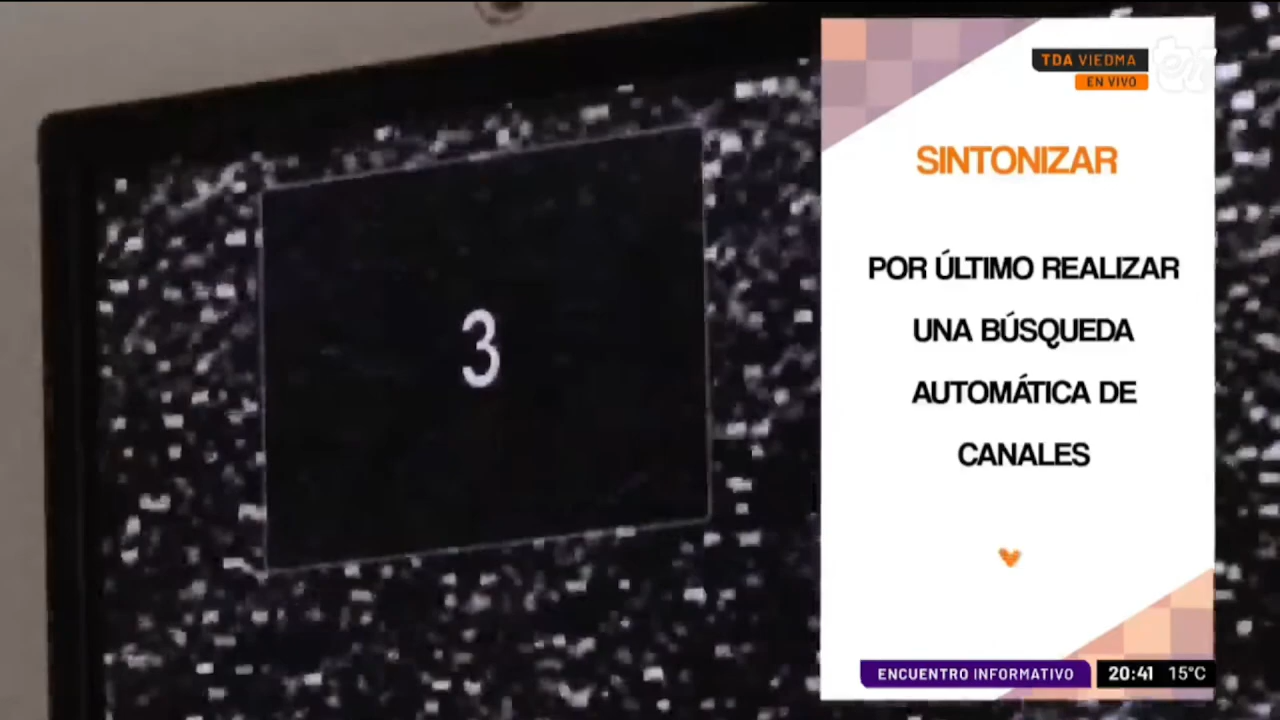 TDA VIEDMA
EN VIVO
SINTONIZAR
POR ÚLTIMO REALIZAR
UNA BÚSQUEDA
AUTOMÁTICA DE
CANALES
3
ENCUENTRO INFORMATIVO
20:41 15°C